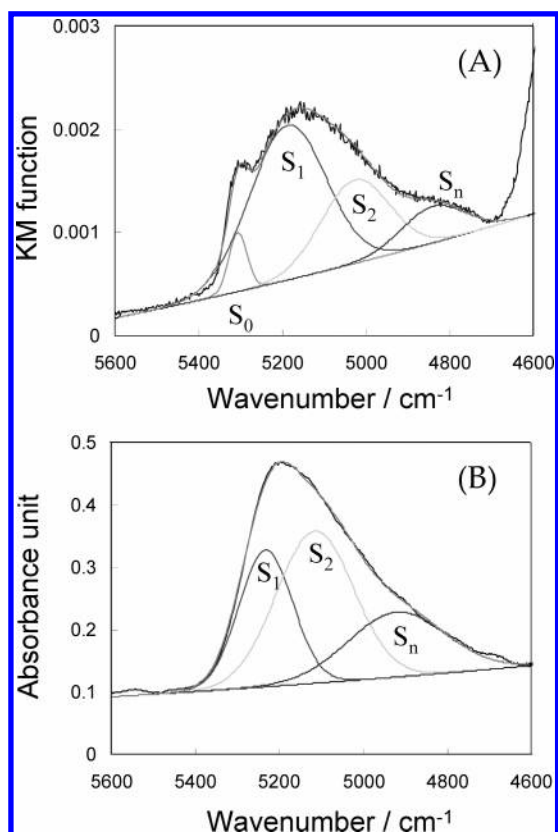 0.003
(A)
0.002
S1
S2
Sn
0.001
KM function
S0
0
5600 5400 5200 5000 4800 4600
Wavenumber / cm-1
0.5
(B)
0.4
S2
0.3
S1
Sn
0.2
Absorbance unit
0.1
0
5600 5400 5200 5000 4800 4600
Wavenumber / cm-1